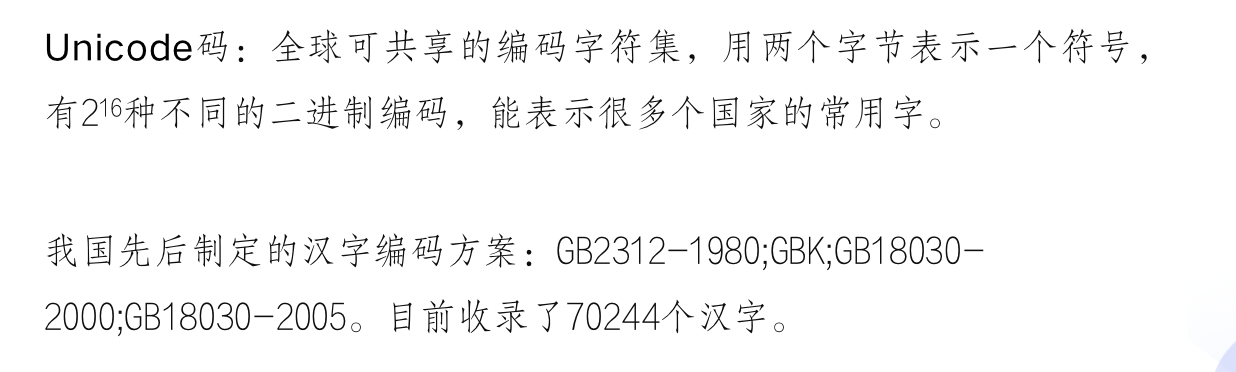 Unicode码：全球可共享的编码字符集，用两个字节表示一个符号，
有2¹⁶种不同的二进制编码，能表示很多个国家的常用字。
我国先后制定的汉字编码方案：GB2312-1980;GBK;GB18030-
2000;GB18030-2005。目前收录了70244个汉字。